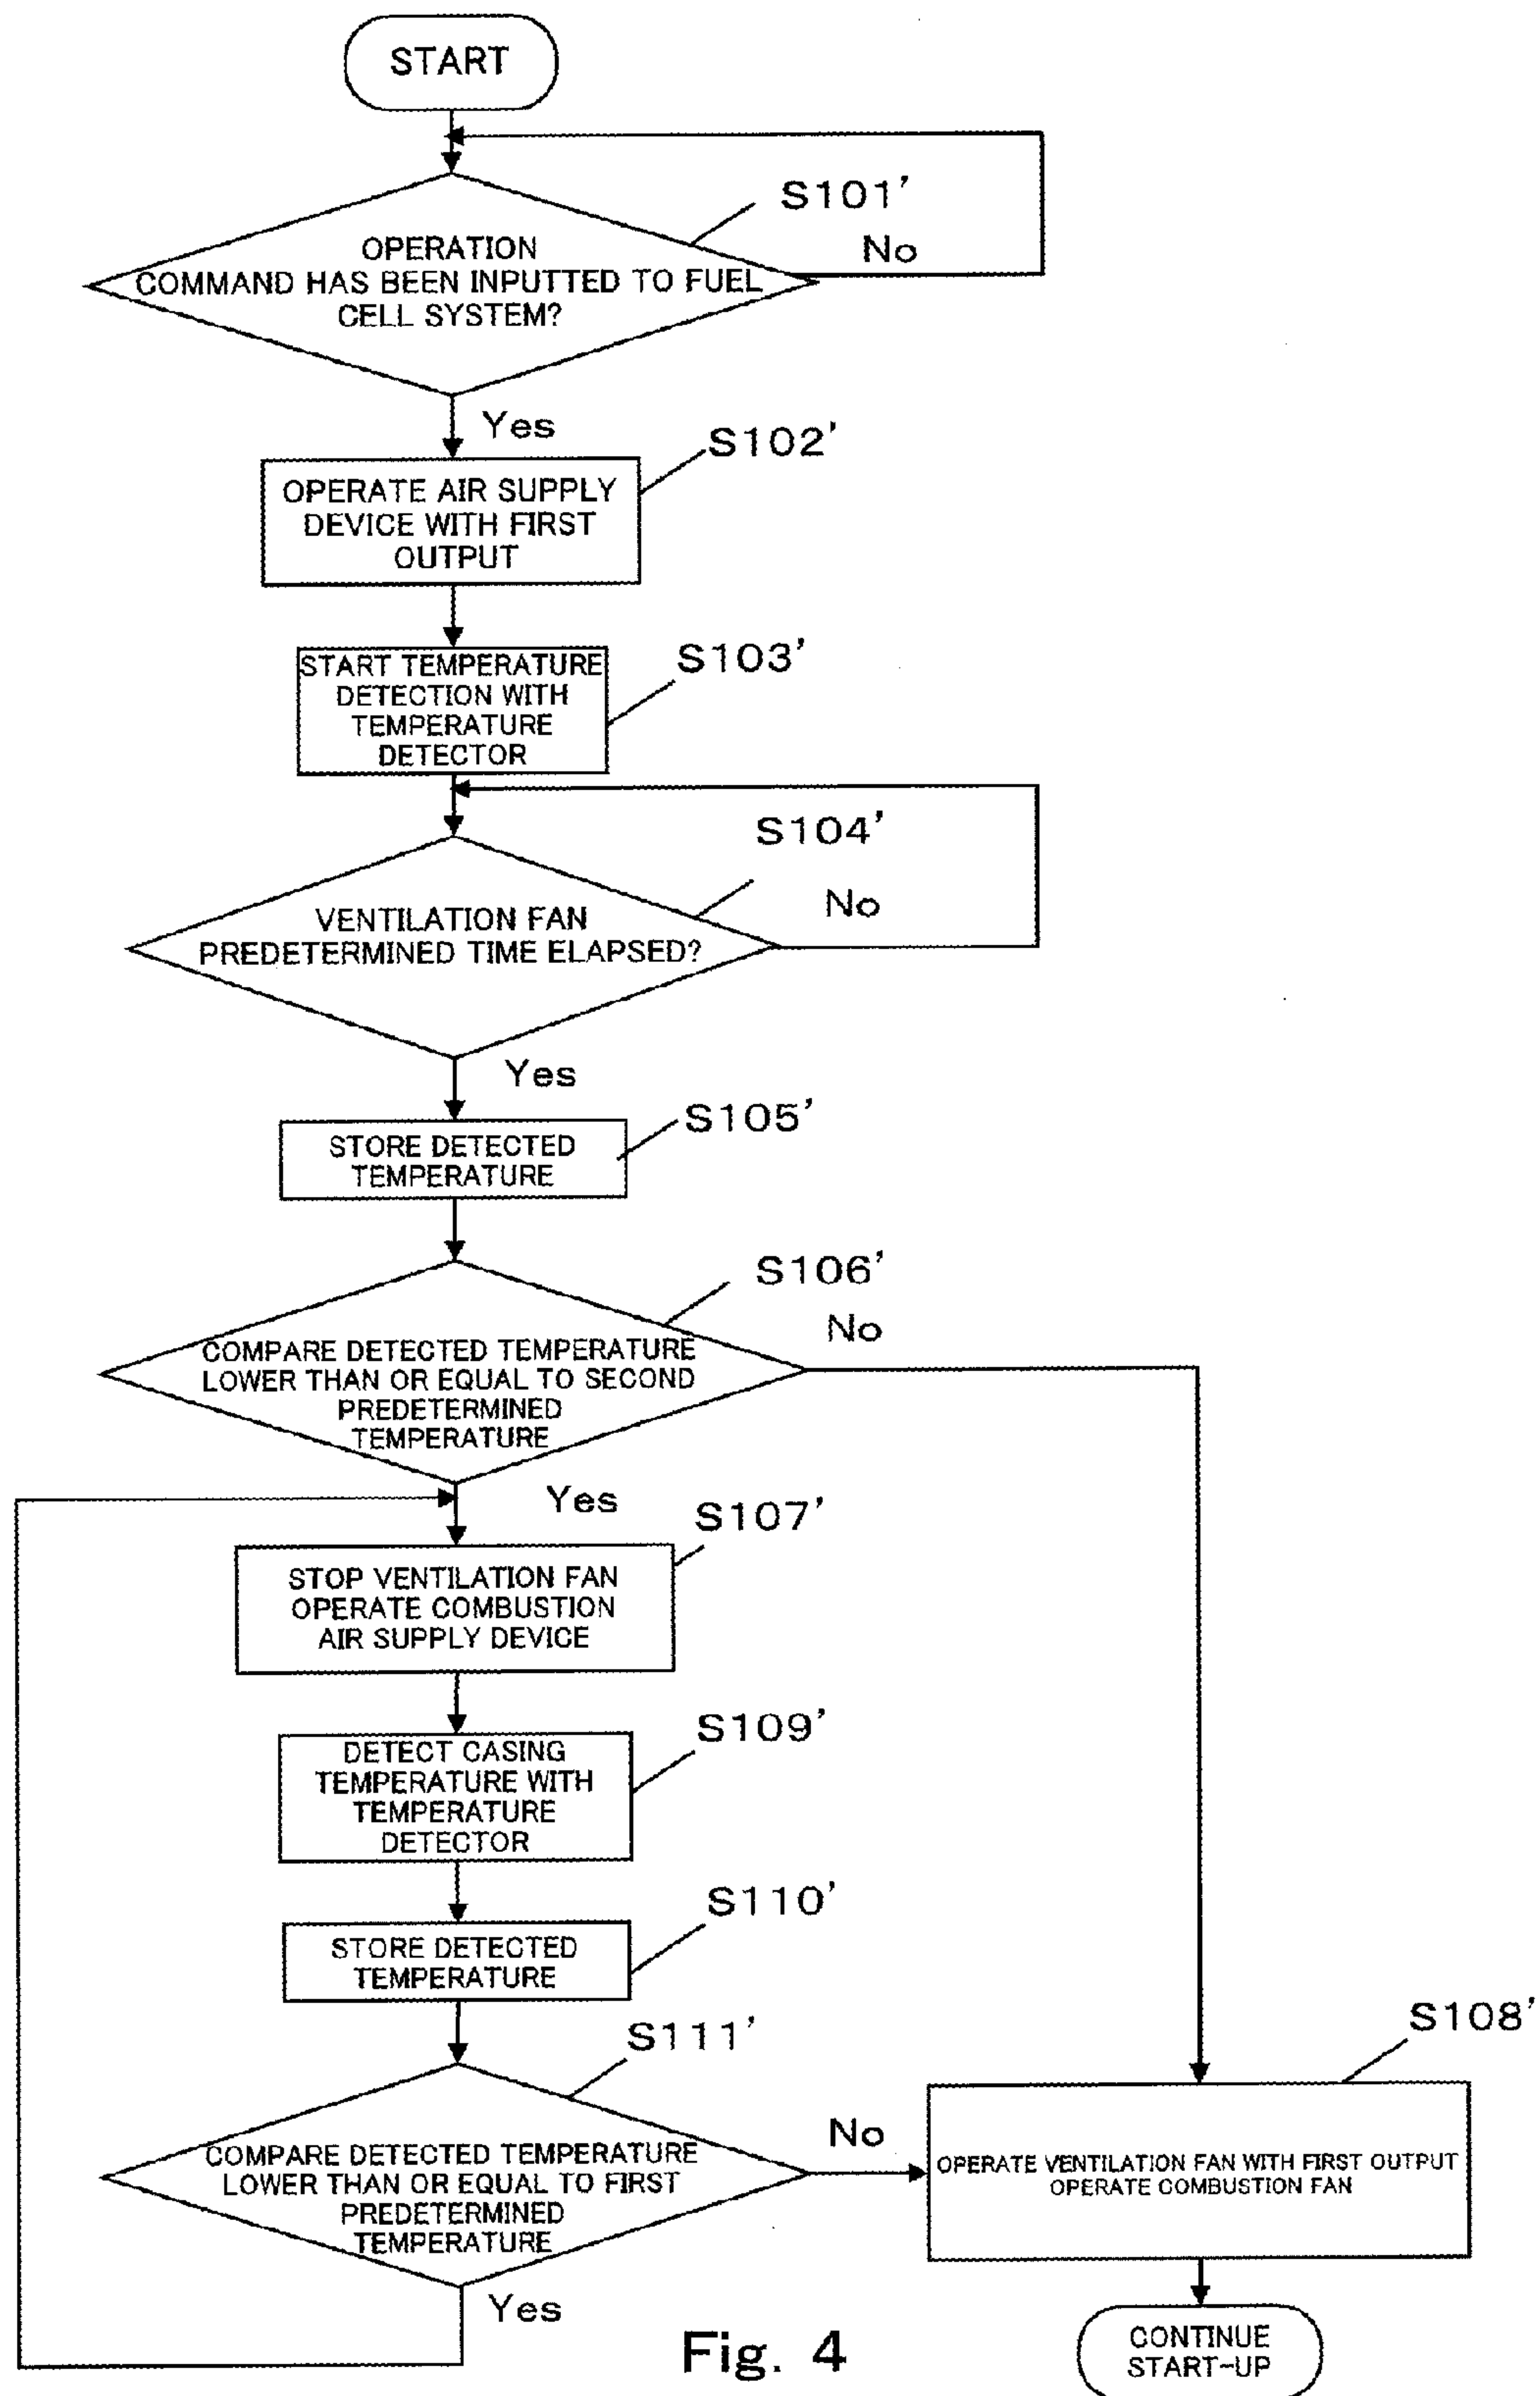 START
S101'
No
OPERATION
COMMAND HAS BEEN INPUTTED TO FUEL
CELL SYSTEM?
Yes
S102'
OPERATE AIR SUPPLY
DEVICE WITH FIRST
OUTPUT
S103'
START TEMPERATURE
DETECTION WITH
TEMPERATURE
DETECTOR
S104'
No
VENTILATION FAN
PREDETERMINED TIME ELAPSED?
Yes
S105'
STORE DETECTED
TEMPERATURE
S106'
No
COMPARE DETECTED TEMPERATURE
LOWER THAN OR EQUAL TO SECOND
PREDETERMINED
TEMPERATURE
Yes
S107'
STOP VENTILATION FAN
OPERATE COMBUSTION
AIR SUPPLY DEVICE
S109'
DETECT CASING
TEMPERATURE WITH
TEMPERATURE
DETECTOR
S110'
STORE DETECTED
TEMPERATURE
S111'
COMPARE DETECTED TEMPERATURE
LOWER THAN OR EQUAL TO FIRST
PREDETERMINED
TEMPERATURE
No
Yes
S108'
OPERATE VENTILATION FAN WITH FIRST OUTPUT
OPERATE COMBUSTION FAN
CONTINUE
START-UP
Fig. 4